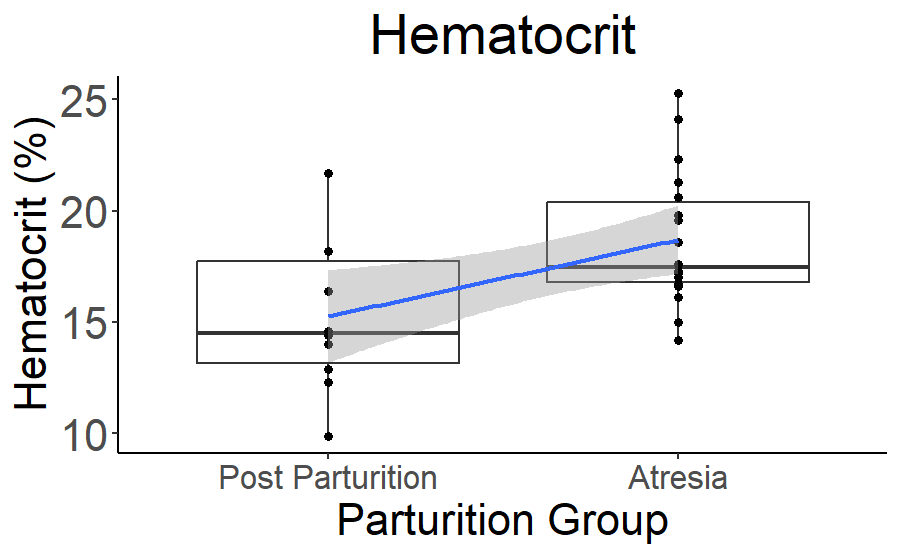 Hematocrit
Hematocrit (%)
25
20
15
10
Post Parturition
Atresia
Parturition Group